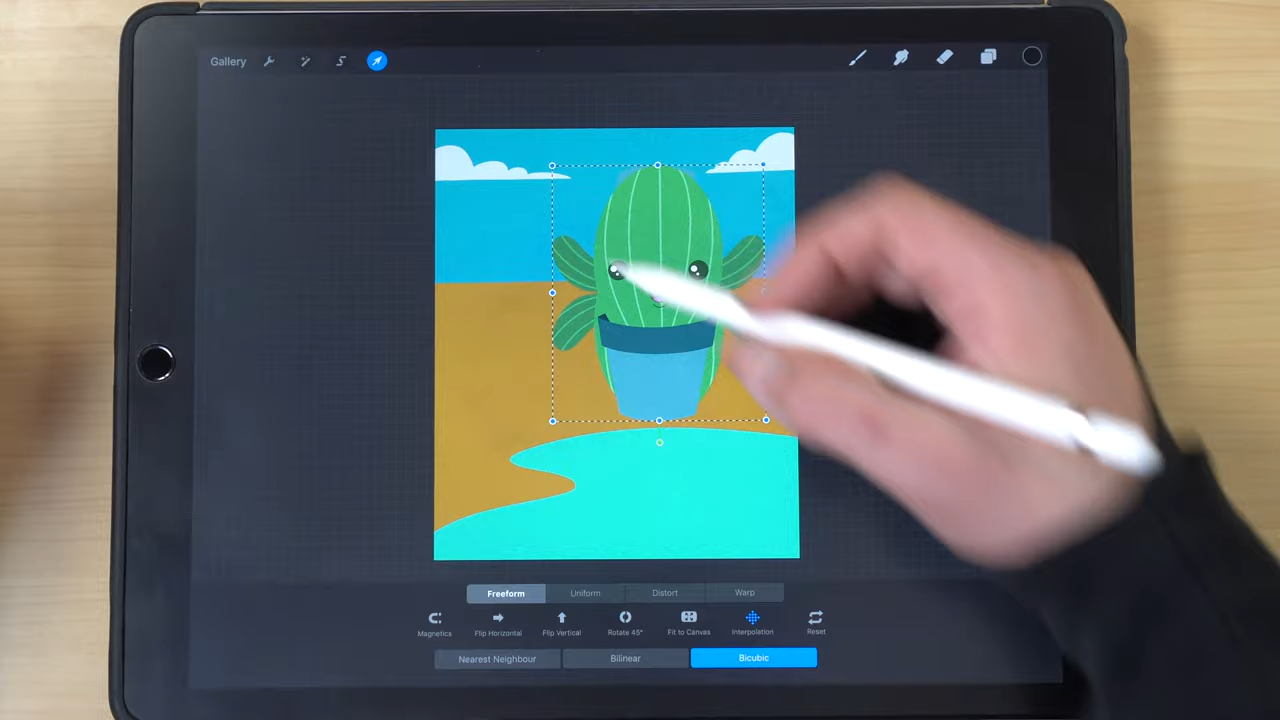 Gallery
Freeform Uniform Distort Warp
Magnetics Flip Horizontal Flip Vertical Rotate 45° Fit to Canvas Interpolation Reset
Nearest Neighbour Bilinear Bicubic